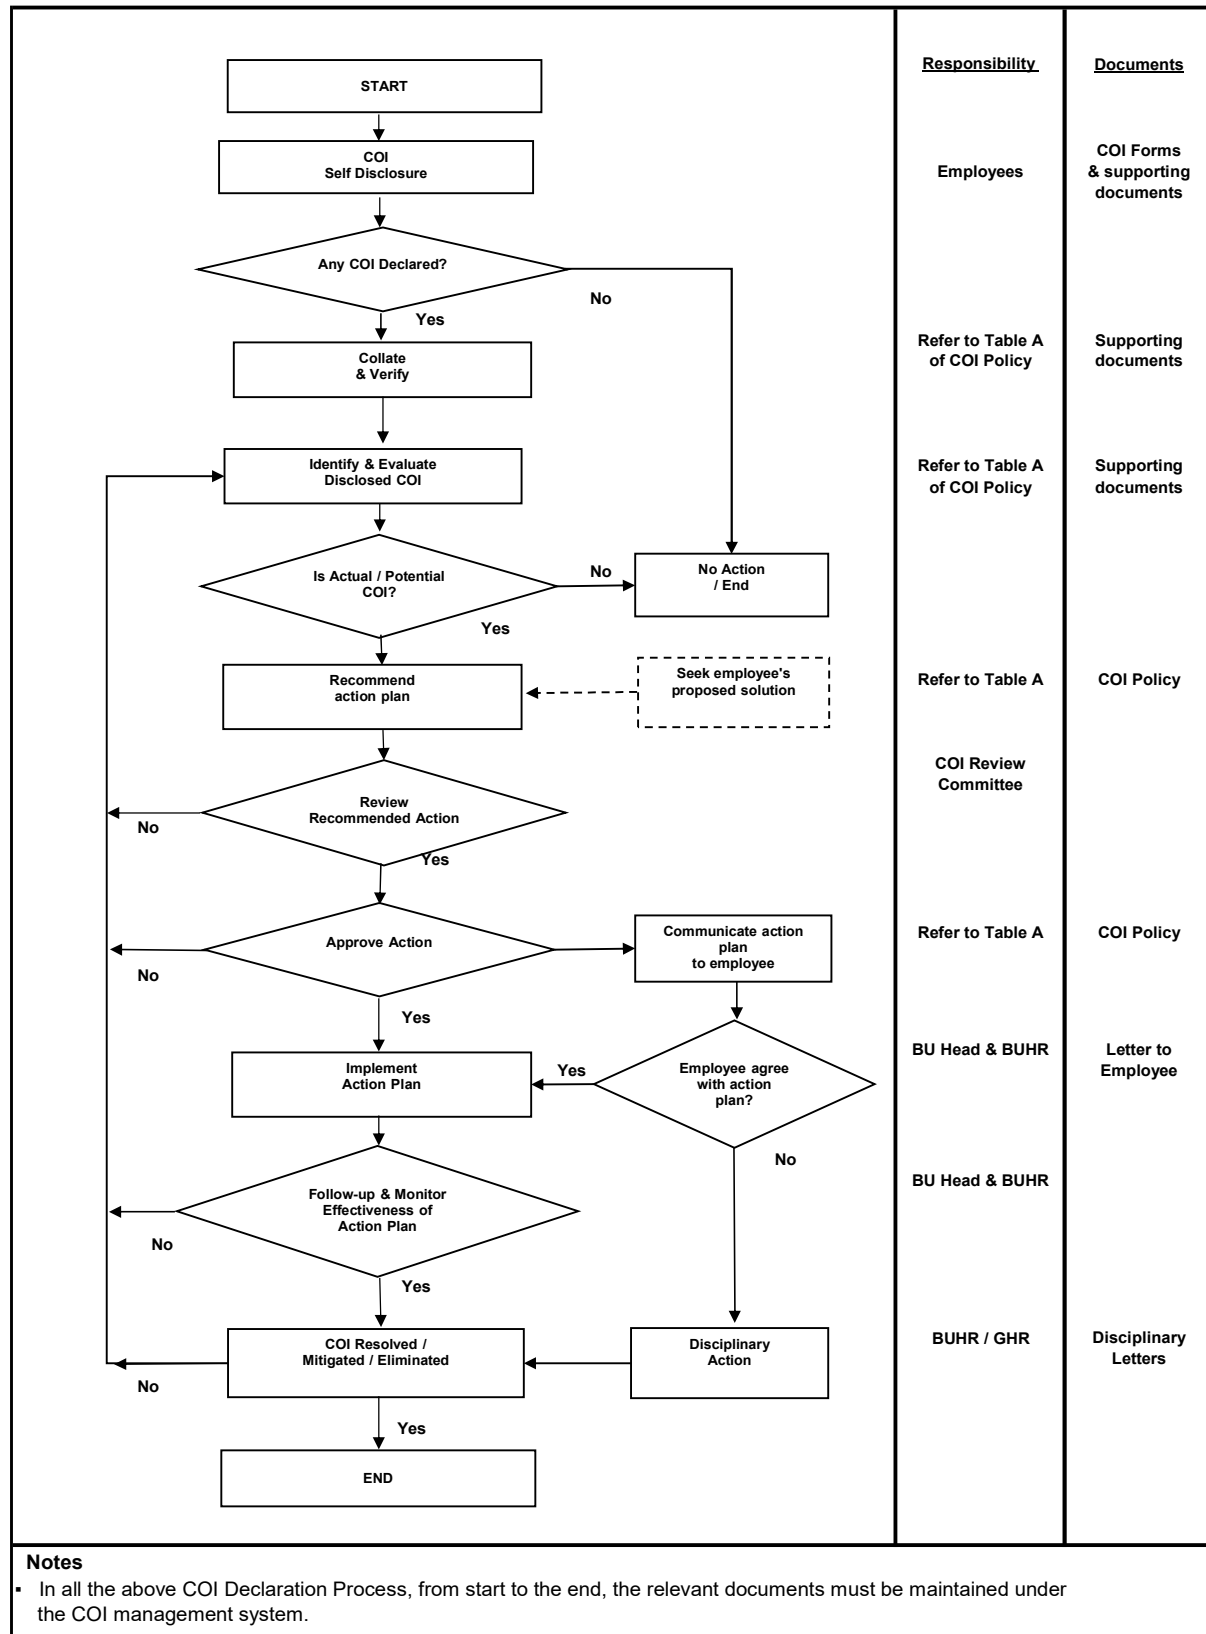 Responsibility
Documents
START
COI
Self Disclosure
Employees
COI Forms
& supporting
documents
Any COI Declared?
No
Yes
Collate
& Verify
Refer to Table A
of COI Policy
Supporting
documents
Identify & Evaluate
Disclosed COI
Refer to Table A
of COI Policy
Supporting
documents
Is Actual / Potential
COI?
No
No Action
/ End
Yes
Recommend
action plan
Seek employee's
proposed solution
Refer to Table A
COI Policy
COI Review
Committee
Review
Recommended Action
No
Yes
Approve Action
No
Communicate action
plan
to employee
Refer to Table A
COI Policy
Yes
Implement
Action Plan
Yes
Employee agree
with action
plan?
BU Head & BUHR
Letter to
Employee
No
Follow-up & Monitor
Effectiveness of
Action Plan
BU Head & BUHR
No
Yes
COI Resolved /
Mitigated / Eliminated
Disciplinary
Action
BUHR / GHR
Disciplinary
Letters
No
Yes
END
Notes
▪ In all the above COI Declaration Process, from start to the end, the relevant documents must be maintained under
the COI management system.